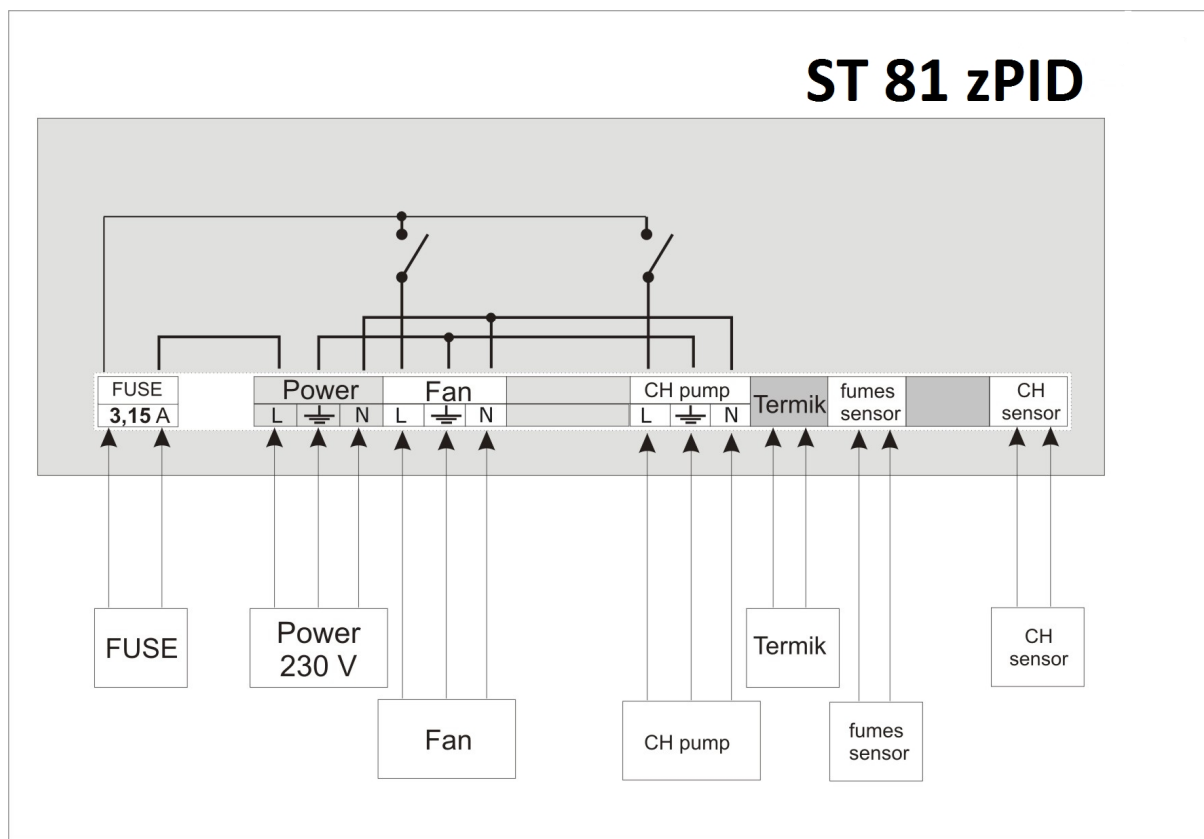 ST 81 zPID
FUSE
3,15 A
Power
L N
Fan
L N
CH pump
L N
Termik
fumes
sensor
CH
sensor
FUSE
Power
230 V
Fan
CH pump
Termik
fumes
sensor
CH
sensor